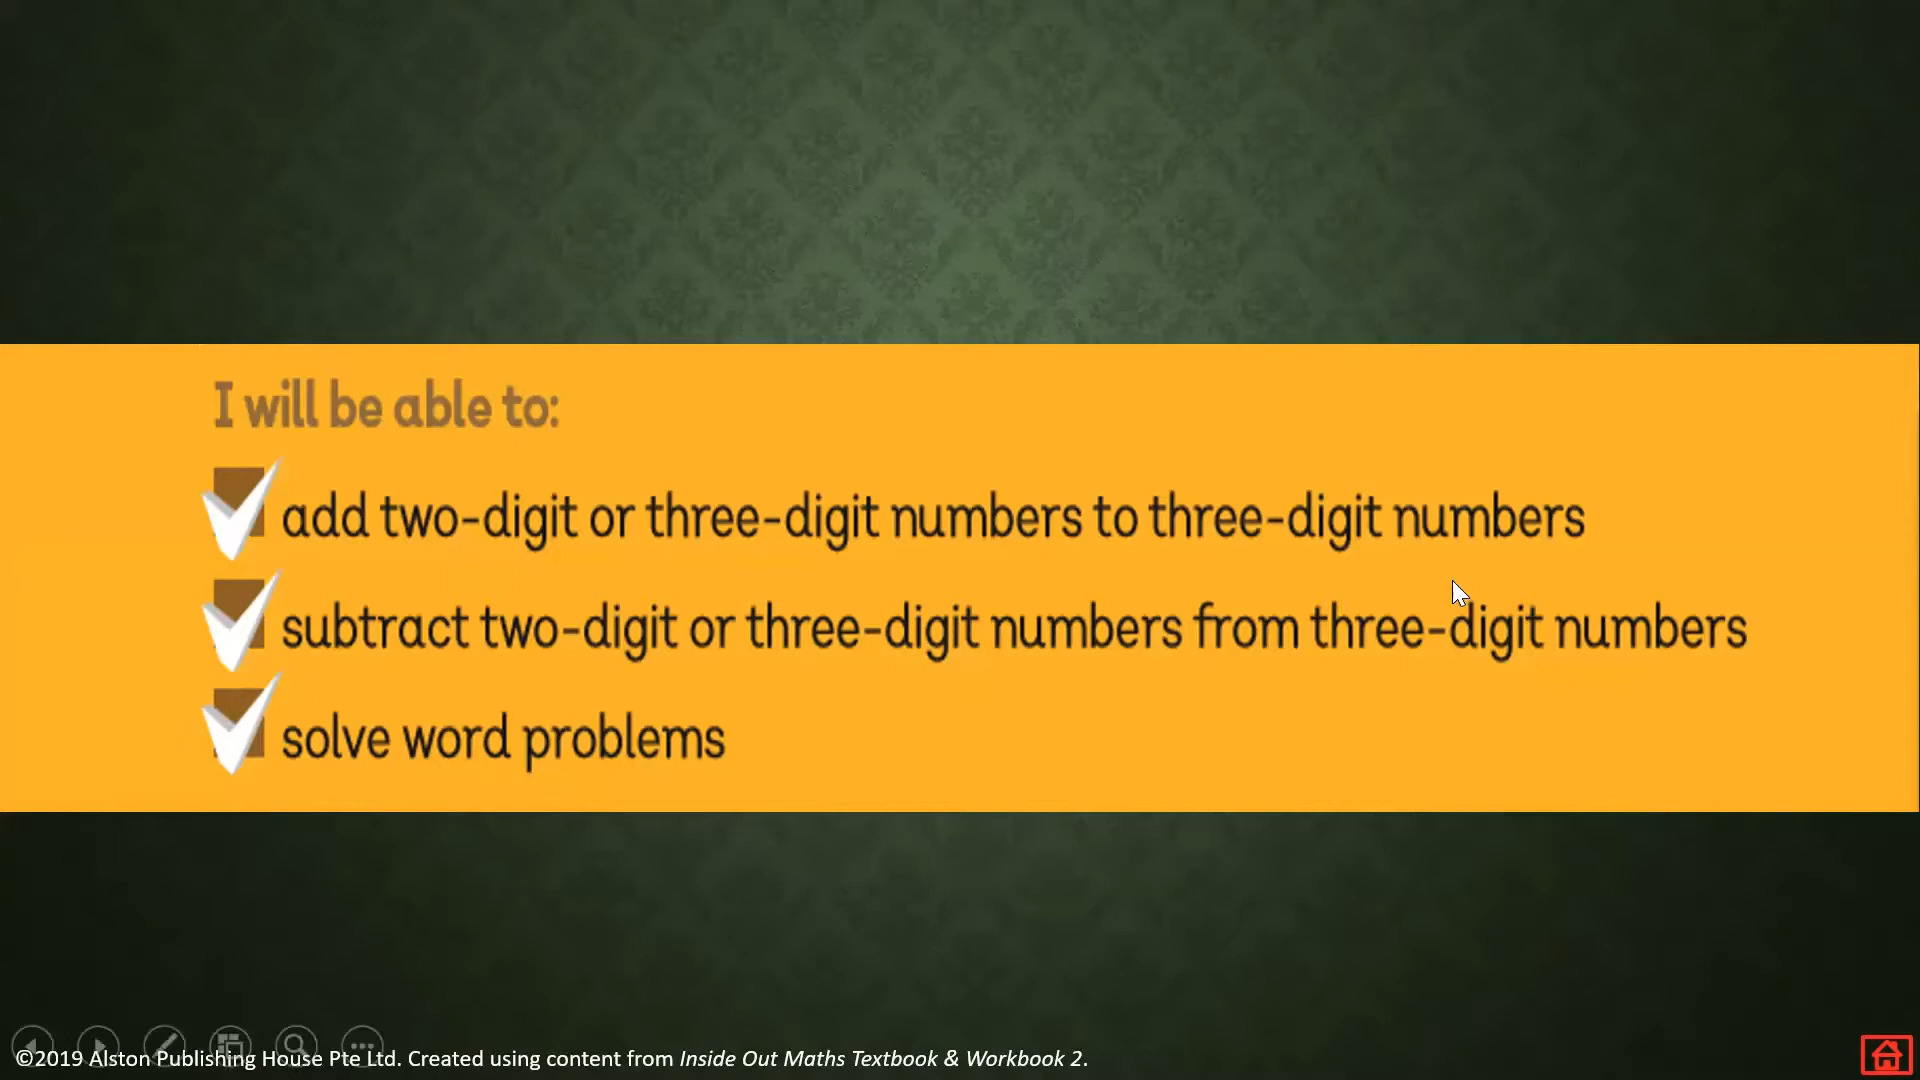 I will be able to:
add two-digit or three-digit numbers to three-digit numbers
subtract two-digit or three-digit numbers from three-digit numbers
solve word problems
©2019 Alston Publishing House Pte Ltd. Created using content from Inside Out Maths Textbook & Workbook 2.